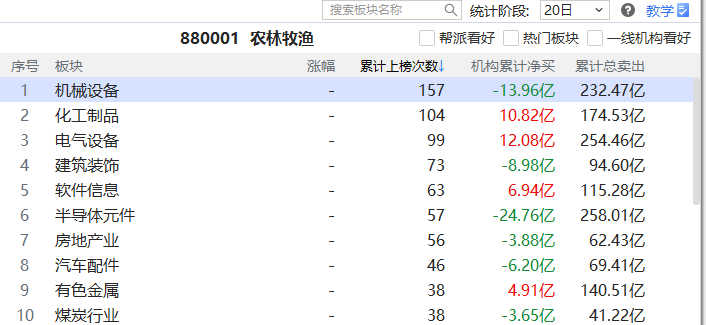 搜索板块名称 统计阶段: 20日 ? 教学
880001 农林牧渔 帮派看好 热门板块 一线机构看好
序号 板块 涨幅 累计上榜次数↓ 机构累计净买 累计总卖出
1 机械设备 - 157 -13.96亿 232.47亿
2 化工制品 - 104 10.82亿 174.53亿
3 电气设备 - 99 12.08亿 254.46亿
4 建筑装饰 - 73 -8.98亿 94.60亿
5 软件信息 - 63 6.94亿 115.28亿
6 半导体元件 - 57 -24.76亿 258.01亿
7 房地产业 - 56 -3.88亿 62.43亿
8 汽车配件 - 46 -6.20亿 69.41亿
9 有色金属 - 38 4.91亿 140.51亿
10 煤炭行业 - 38 -3.65亿 41.22亿